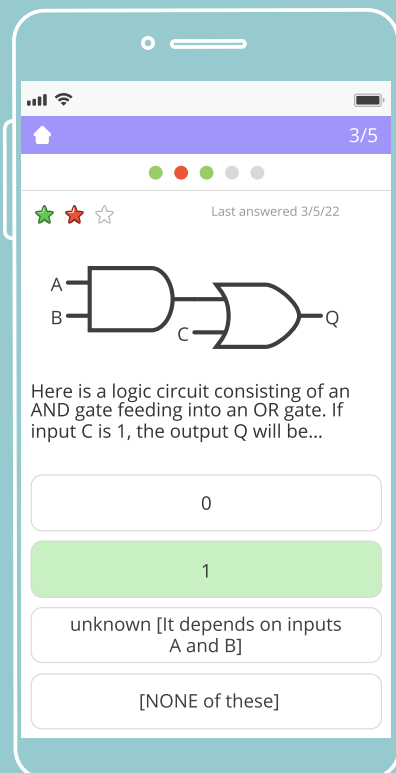 3/5
Last answered 3/5/22
A
B
C
Q
Here is a logic circuit consisting of an
AND gate feeding into an OR gate. If
input C is 1, the output Q will be...
0
1
unknown [It depends on inputs
A and B]
[NONE of these]